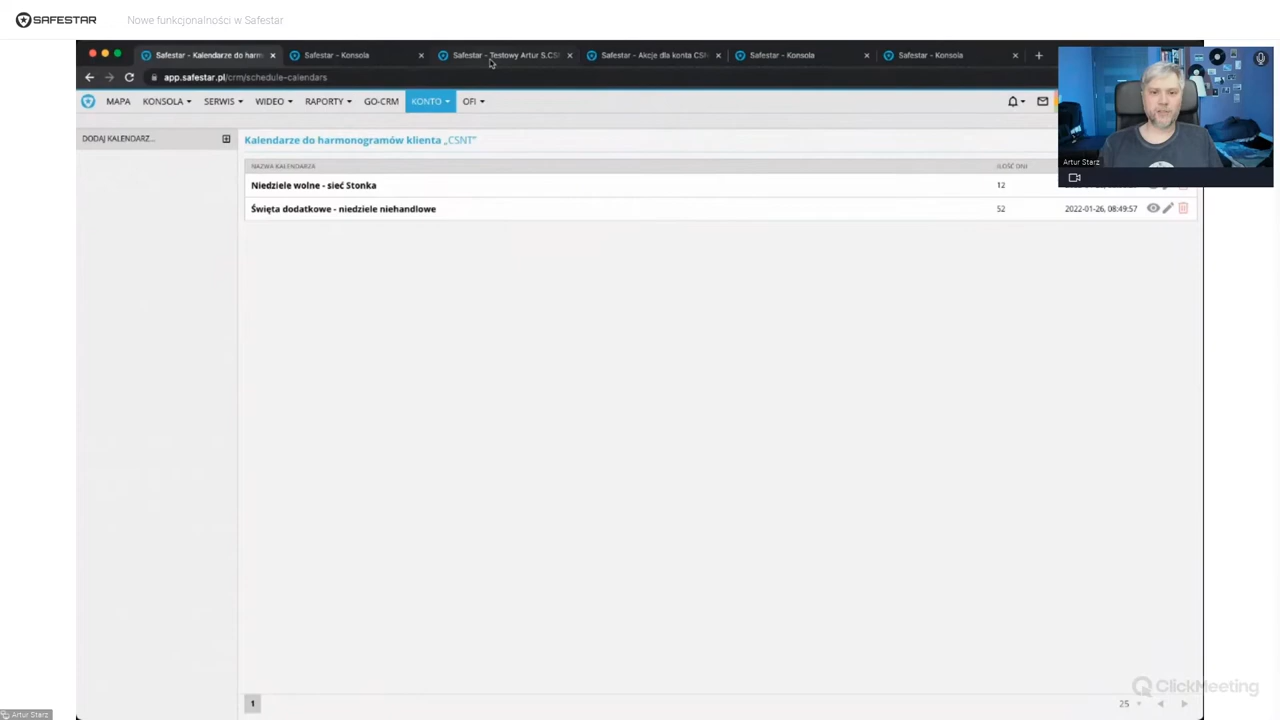 SAFESTAR Nowe funkcjonalności w Safestar
Safestar - Kalendarze do harm Safestar - Konsola Safestar - Testowy Artur S.CS Safestar - Akcje dla konta CS Safestar - Konsola Safestar - Konsola
app.safestar.pl/crm/schedule-calendars
MAPA KONSOLA SERWIS WIDEO RAPORTY GO-CRM KONTO OFI
DODAJ KALENDARZ...
Kalendarze do harmonogramów klienta „CSNT”
NAZWA KALENDARZA ILOŚĆ DNI
Niedziele wolne - sieć Stonka 12
Święta dodatkowe - niedziele niehandlowe 52 2022-01-26, 08:49:57
Artur Starz
1 25
ClickMeeting
Artur Starz